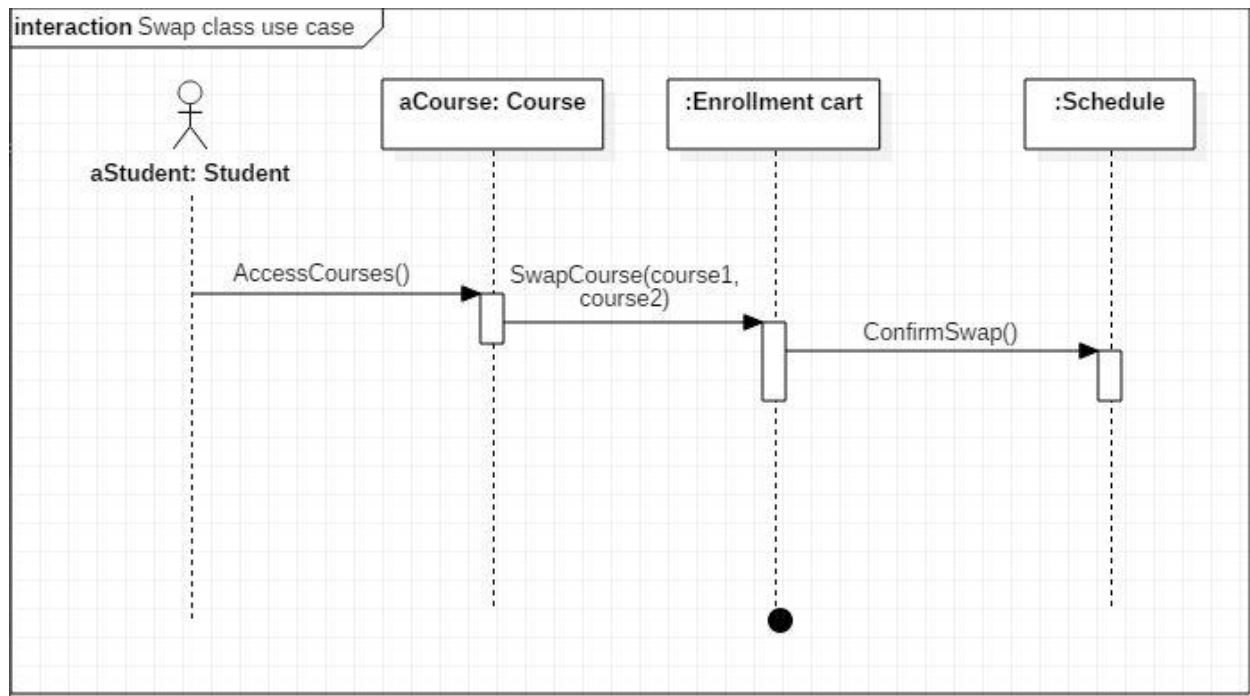 interaction Swap class use case
aStudent: Student
aCourse: Course
:Enrollment cart
:Schedule
AccessCourses()
SwapCourse(course1,
course2)
ConfirmSwap()